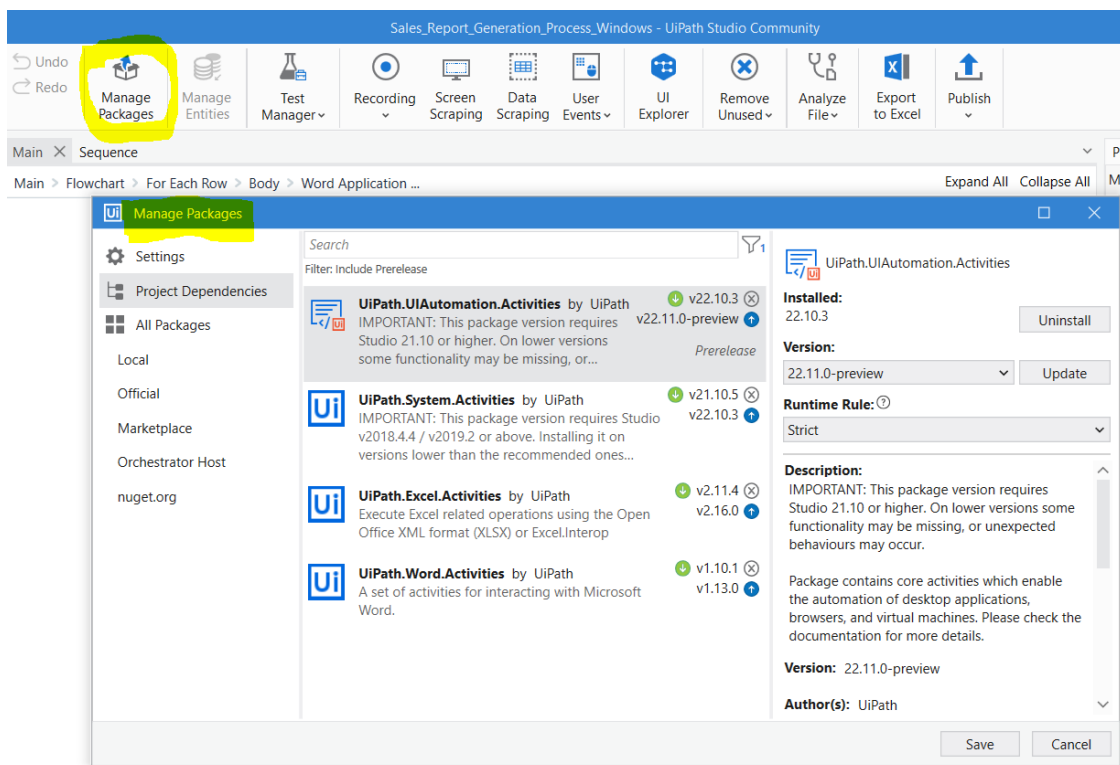 Sales_Report_Generation_Process_Windows - UiPath Studio Community
Undo
Redo
Manage
Packages
Manage
Entities
Test
Manager
Recording
Screen
Scraping
Data
Scraping
User
Events
UI
Explorer
Remove
Unused
Analyze
File
Export
to Excel
Publish
Main
Sequence
P
Main > Flowchart > For Each Row > Body > Word Application ...
Expand All Collapse All
M
Ui Manage Packages
Settings
Project Dependencies
All Packages
Local
Official
Marketplace
Orchestrator Host
nuget.org
Search
1
Filter: Include Prerelease
UI
UiPath.UIAutomation.Activities by UiPath
v22.10.3
IMPORTANT: This package version requires
v22.11.0-preview
Studio 21.10 or higher. On lower versions
some functionality may be missing, or...
Prerelease
Ui
UiPath.System.Activities by UiPath
v21.10.5
IMPORTANT: This package version requires Studio
v22.10.3
v2018.4.4 / v2019.2 or above. Installing it on
versions lower than the recommended ones...
Ui
UiPath.Excel.Activities by UiPath
v2.11.4
Execute Excel related operations using the Open
v2.16.0
Office XML format (XLSX) or Excel.Interop
Ui
UiPath.Word.Activities by UiPath
v1.10.1
A set of activities for interacting with Microsoft
v1.13.0
Word.
UI
UiPath.UIAutomation.Activities
Installed:
22.10.3
Uninstall
Version:
22.11.0-preview
Update
Runtime Rule:
Strict
Description:
IMPORTANT: This package version requires
Studio 21.10 or higher. On lower versions some
functionality may be missing, or unexpected
behaviours may occur.
Package contains core activities which enable
the automation of desktop applications,
browsers, and virtual machines. Please check the
documentation for more details.
Version: 22.11.0-preview
Author(s): UiPath
Save
Cancel